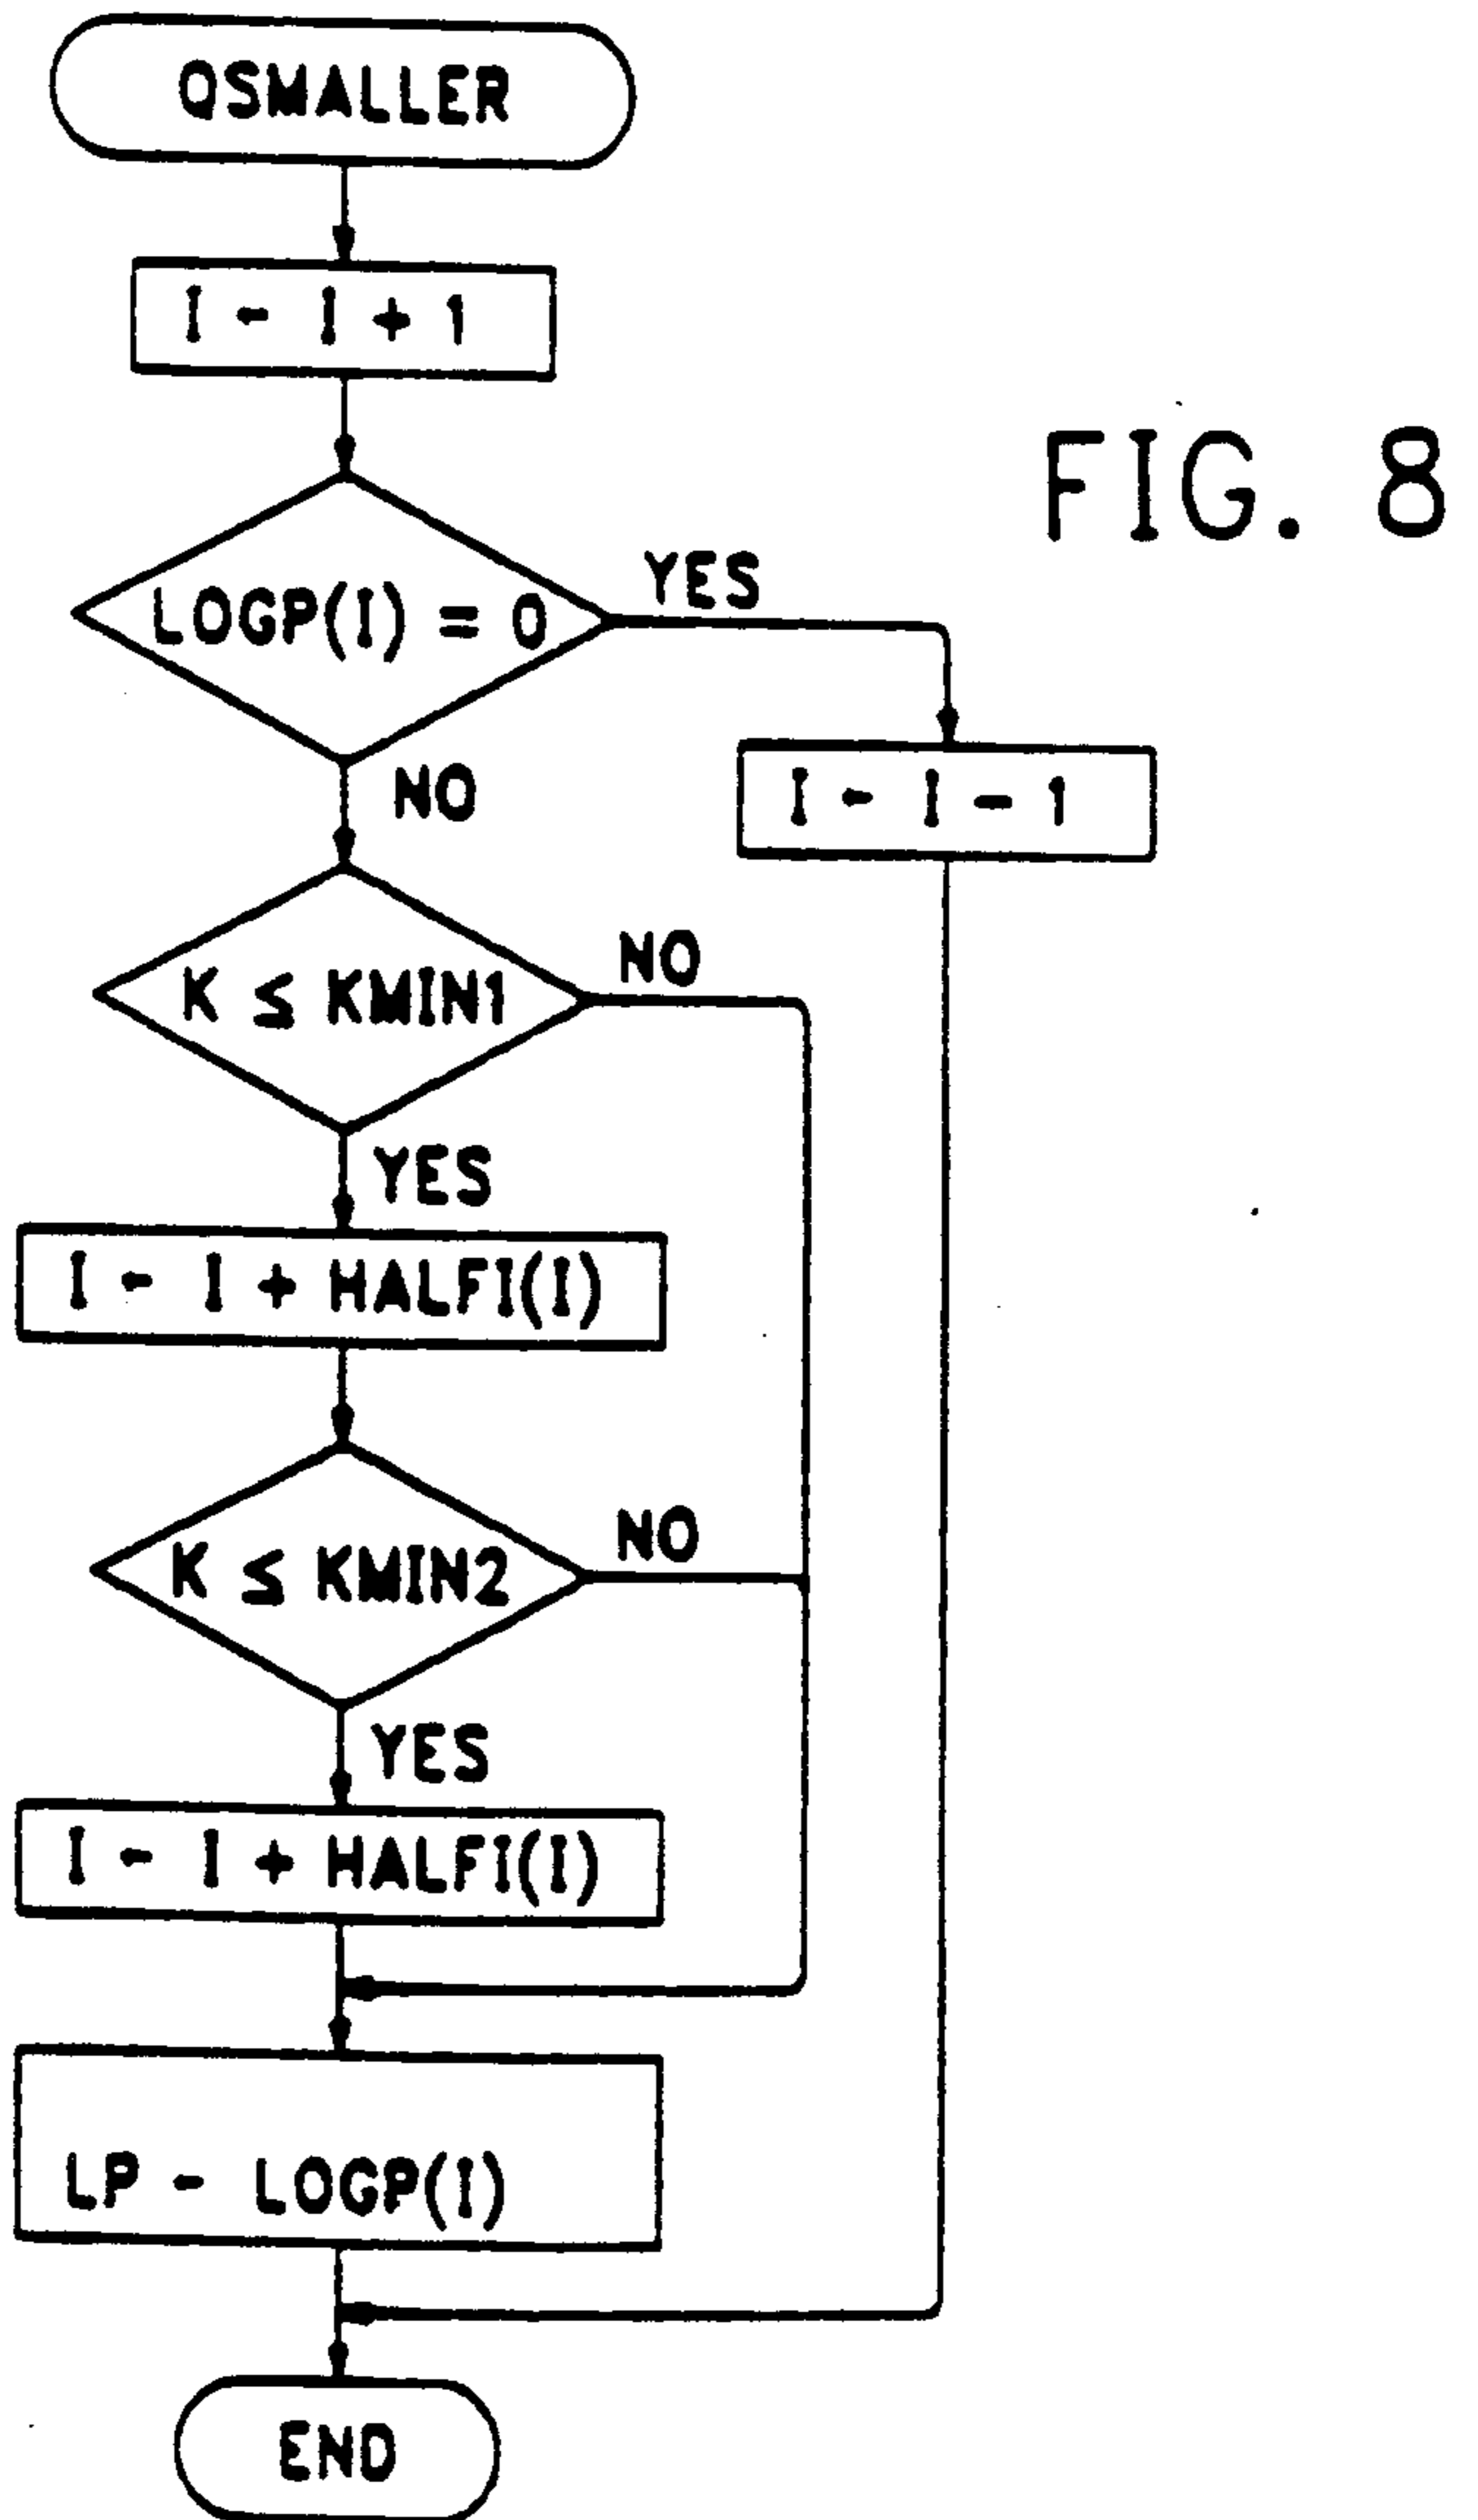 QSMALLER
I - I + 1
FIG. 8
LOGP(I) = 0
YES
NO
I - I - 1
K ≤ KMIN1
NO
YES
I - I + HALFI(I)
K ≤ KMIN2
NO
YES
I - I + HALFI(I)
LP - LOGP(I)
END